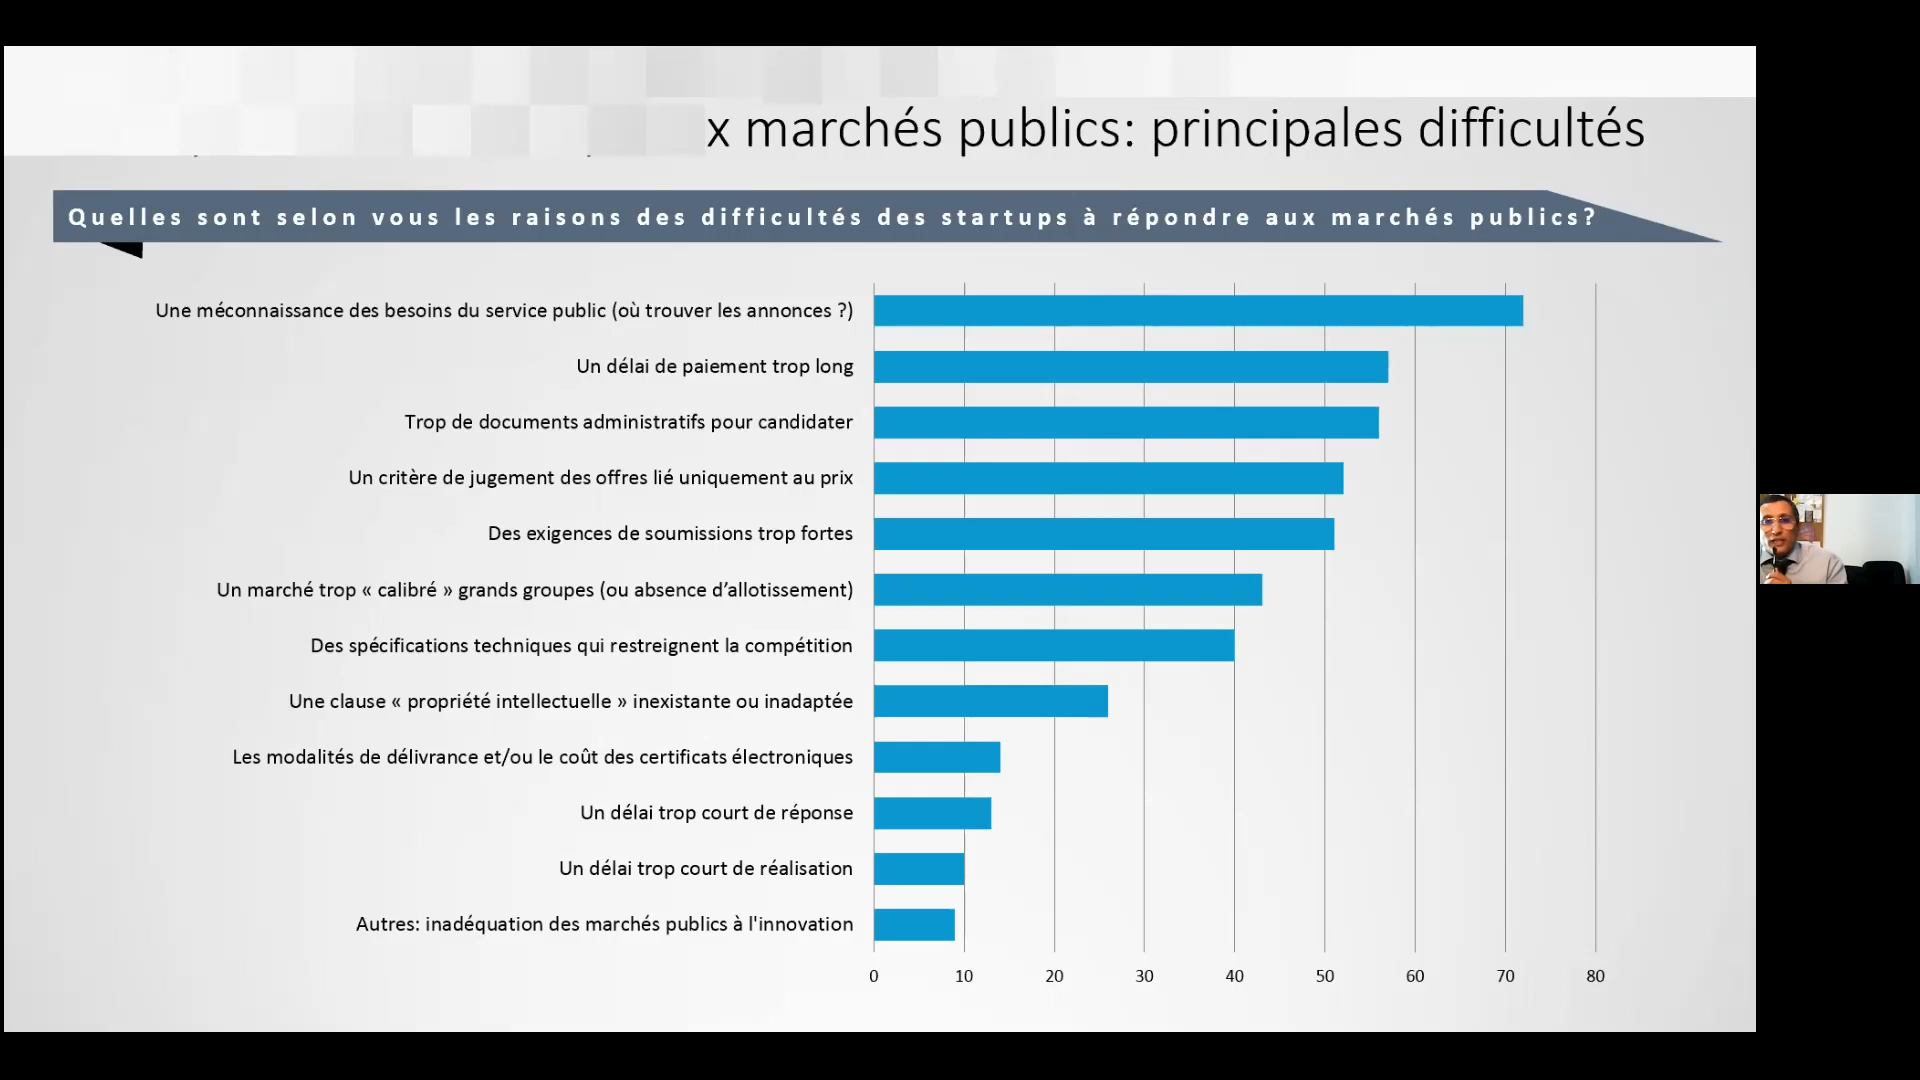 x marchés publics: principales difficultés
Quelles sont selon vous les raisons des difficultés des startups à répondre aux marchés publics?
Une méconnaissance des besoins du service public (où trouver les annonces ?)
Un délai de paiement trop long
Trop de documents administratifs pour candidater
Un critère de jugement des offres lié uniquement au prix
Des exigences de soumissions trop fortes
Un marché trop « calibré » grands groupes (ou absence d’allotissement)
Des spécifications techniques qui restreignent la compétition
Une clause « propriété intellectuelle » inexistante ou inadaptée
Les modalités de délivrance et/ou le coût des certificats électroniques
Un délai trop court de réponse
Un délai trop court de réalisation
Autres: inadéquation des marchés publics à l'innovation
0 10 20 30 40 50 60 70 80